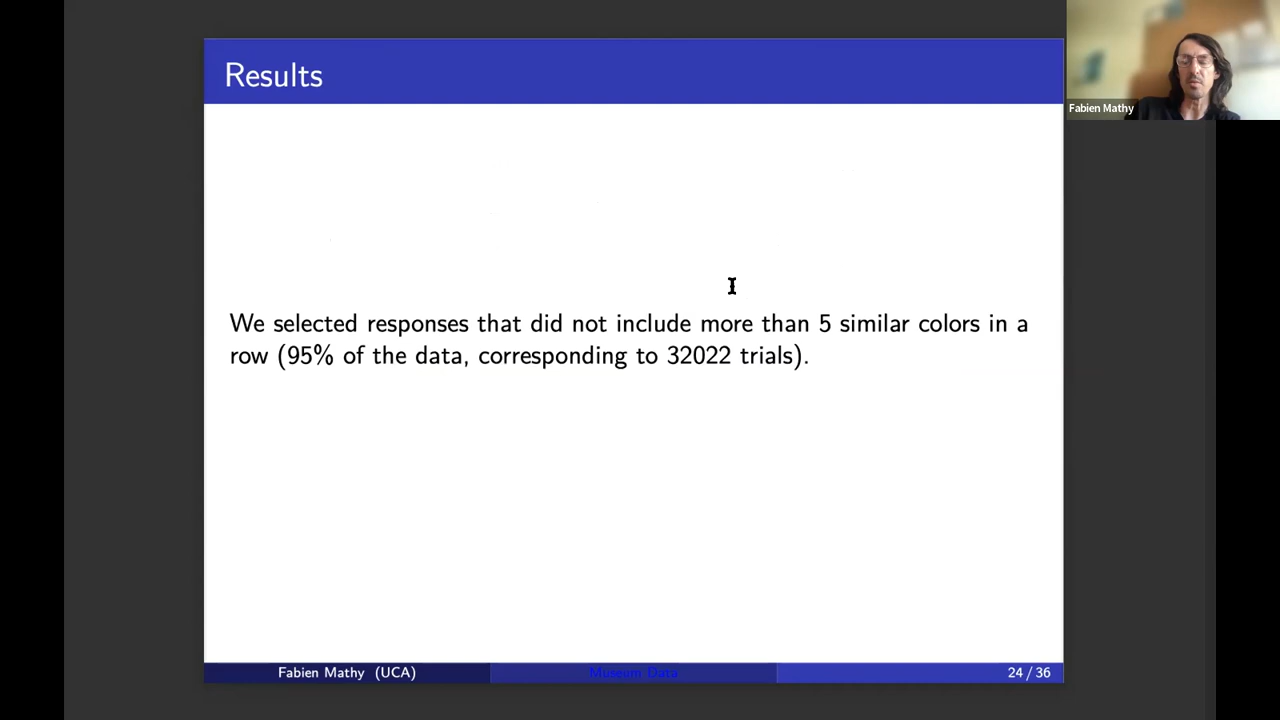 Results
Fabien Mathy
We selected responses that did not include more than 5 similar colors in a
row (95% of the data, corresponding to 32022 trials).
Fabien Mathy (UCA)
Museum Data
24 / 36